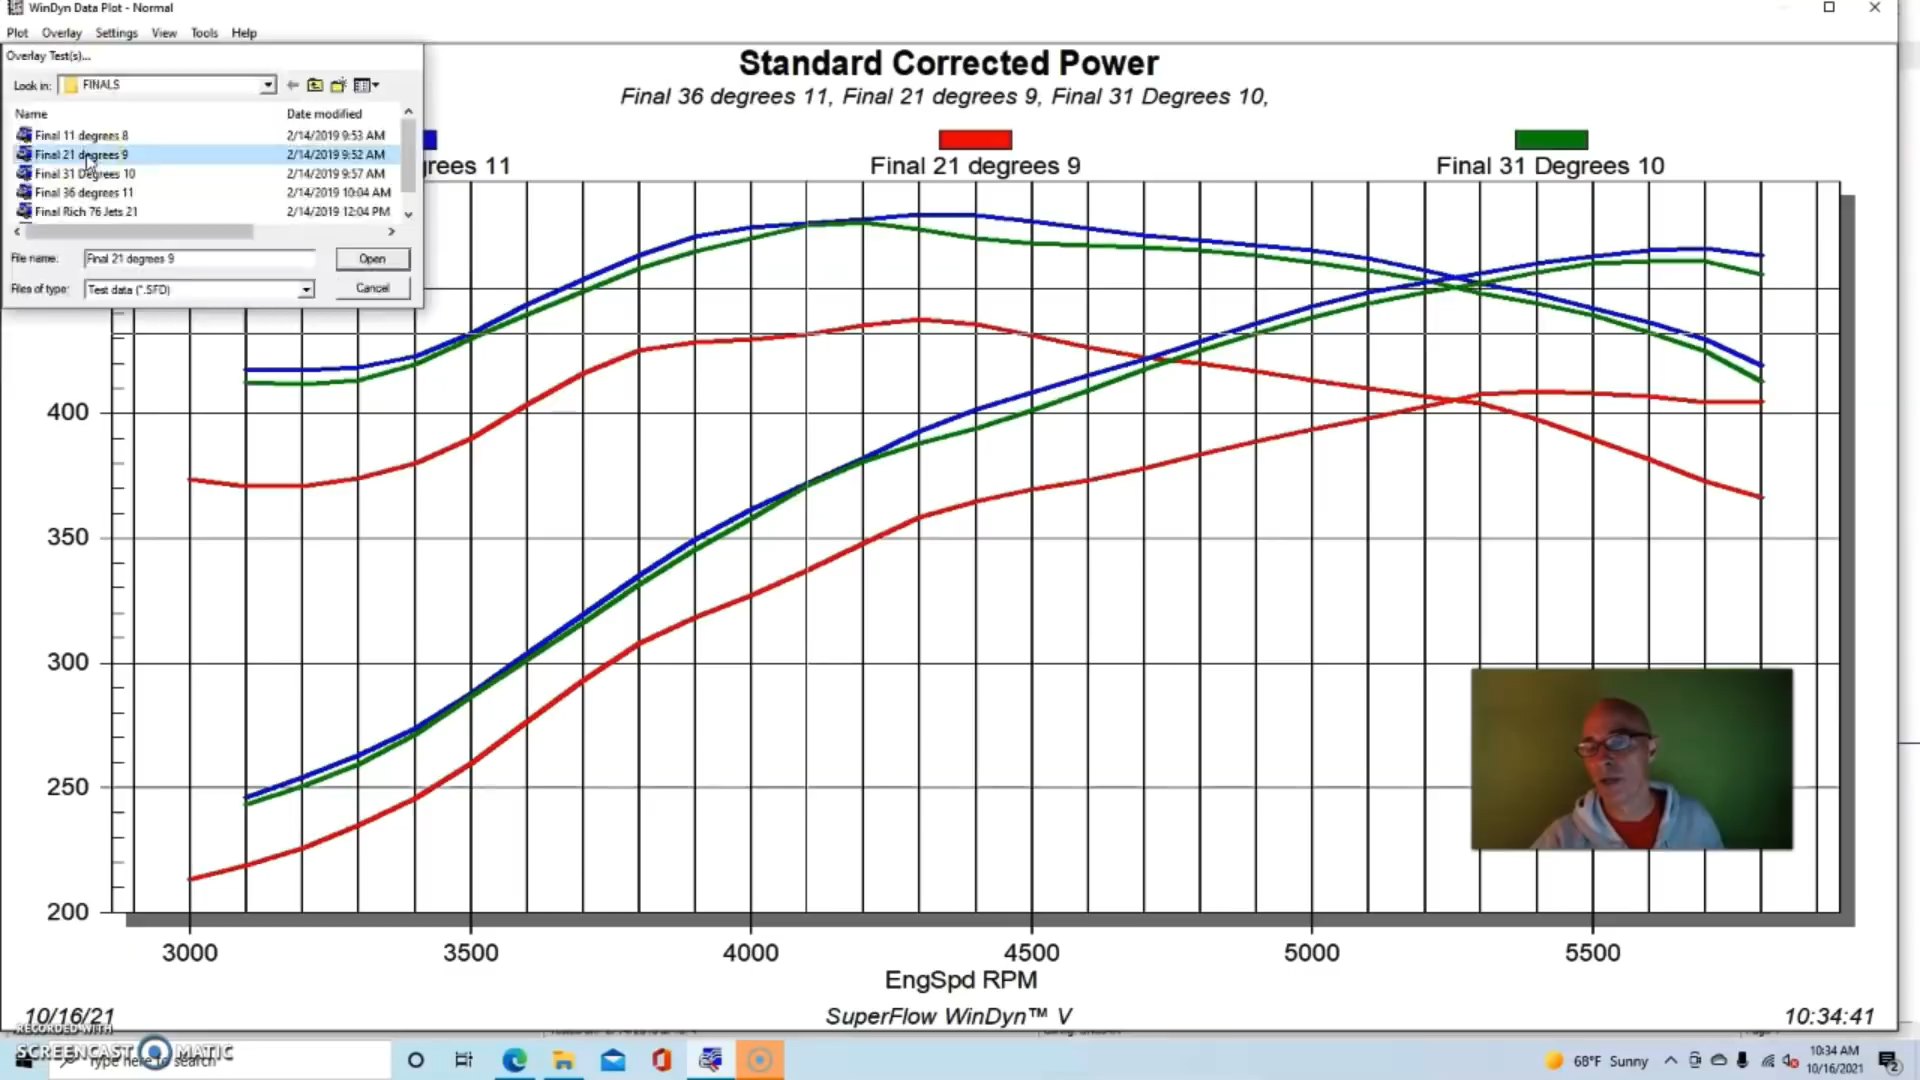 WinDyn Data Plot - Normal
Plot Overlay Settings View Tools Help
Overlay Test(s)...
Look in: FINALS
Name Date modified
Final 11 degrees 8 2/14/2019 9:53 AM
Final 21 degrees 9 2/14/2019 9:52 AM
Final 31 Degrees 10 2/14/2019 9:57 AM
Final 36 degrees 11 2/14/2019 10:04 AM
Final Rich 76 Jets 21 2/14/2019 12:04 PM
File name: Final 21 degrees 9 Open
Files of type: Test data (*.SFD) Cancel
Standard Corrected Power
Final 36 degrees 11, Final 21 degrees 9, Final 31 Degrees 10,
grees 11 Final 21 degrees 9 Final 31 Degrees 10
400
350
300
250
200
3000 3500 4000 4500 5000 5500
EngSpd RPM
10/16/21 SuperFlow WinDyn™ V 10:34:41
RECORDED WITH
SCREENCAST MATIC
Type here to search
68°F Sunny
10:34 AM
10/16/2021
2